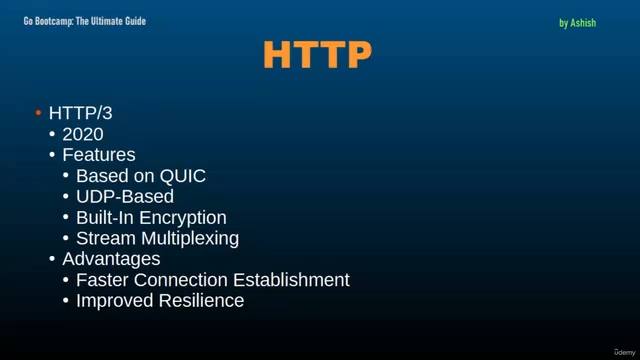 Go Bootcamp: The Ultimate Guide
by Ashish
HTTP
• HTTP/3
• 2020
• Features
• Based on QUIC
• UDP-Based
• Built-In Encryption
• Stream Multiplexing
• Advantages
• Faster Connection Establishment
• Improved Resilience
udemy